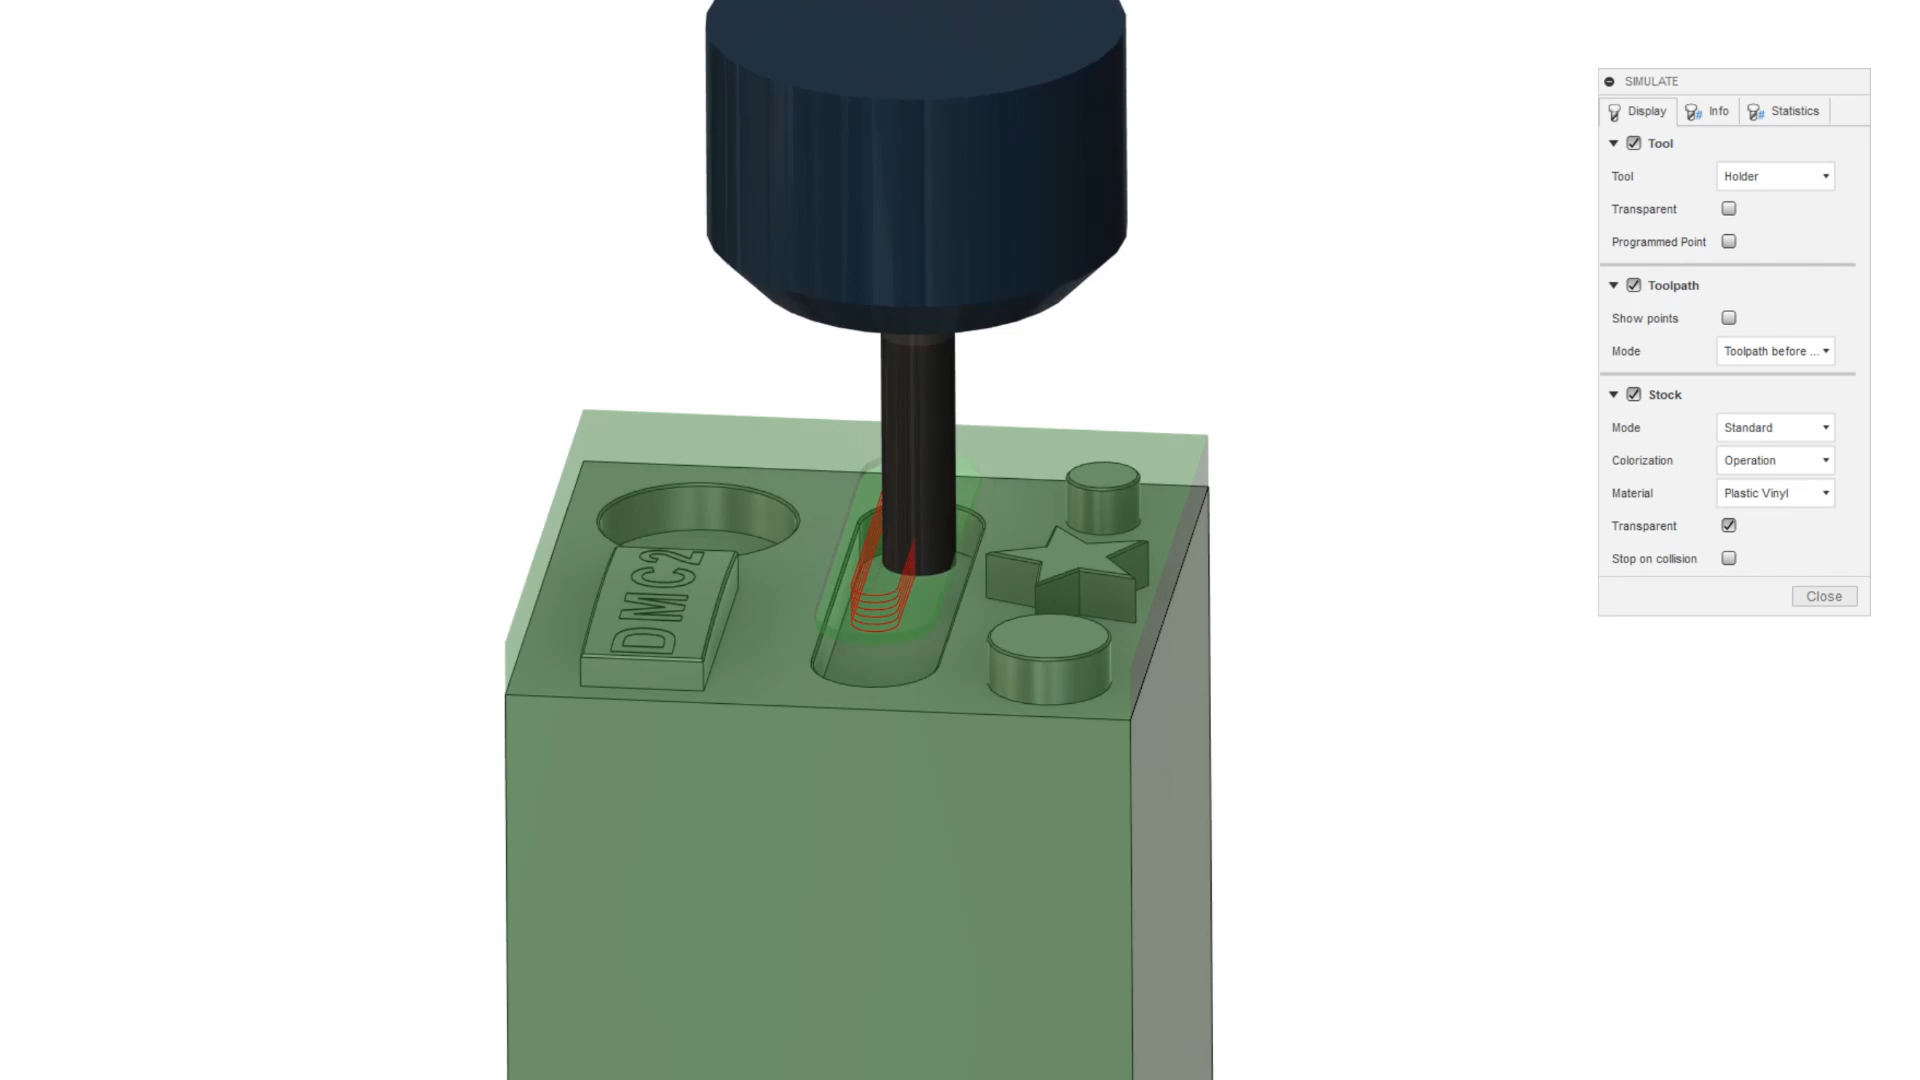 SIMULATE
Display
Info
Statistics
Tool
Tool
Holder
Transparent
Programmed Point
Toolpath
Show points
Mode
Toolpath before ...
Stock
Mode
Standard
Colorization
Operation
Material
Plastic Vinyl
Transparent
Stop on collision
Close
DMC2